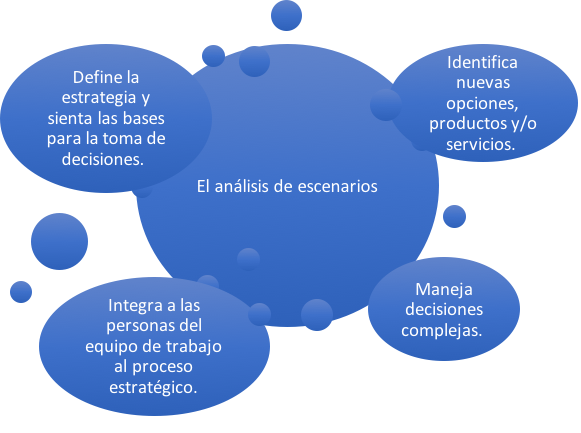 Define la
estrategia y
sienta las bases
para la toma de
decisiones.
Identifica
nuevas
opciones,
productos y/o
servicios.
El análisis de escenarios
Integra a las
personas del
equipo de trabajo
al proceso
estratégico.
Maneja
decisiones
complejas.